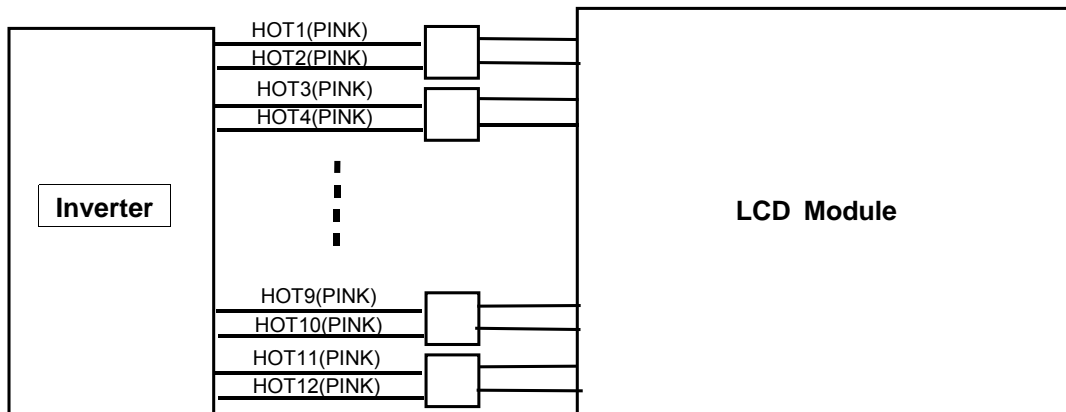 HOT1(PINK)
HOT2(PINK)
HOT3(PINK)
HOT4(PINK)
Inverter
LCD Module
HOT9(PINK)
HOT10(PINK)
HOT11(PINK)
HOT12(PINK)